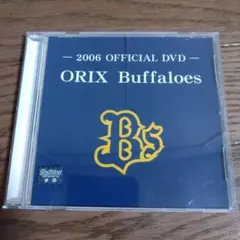 — 2006 OFFICIAL DVD —
ORIX Buffaloes
Bs